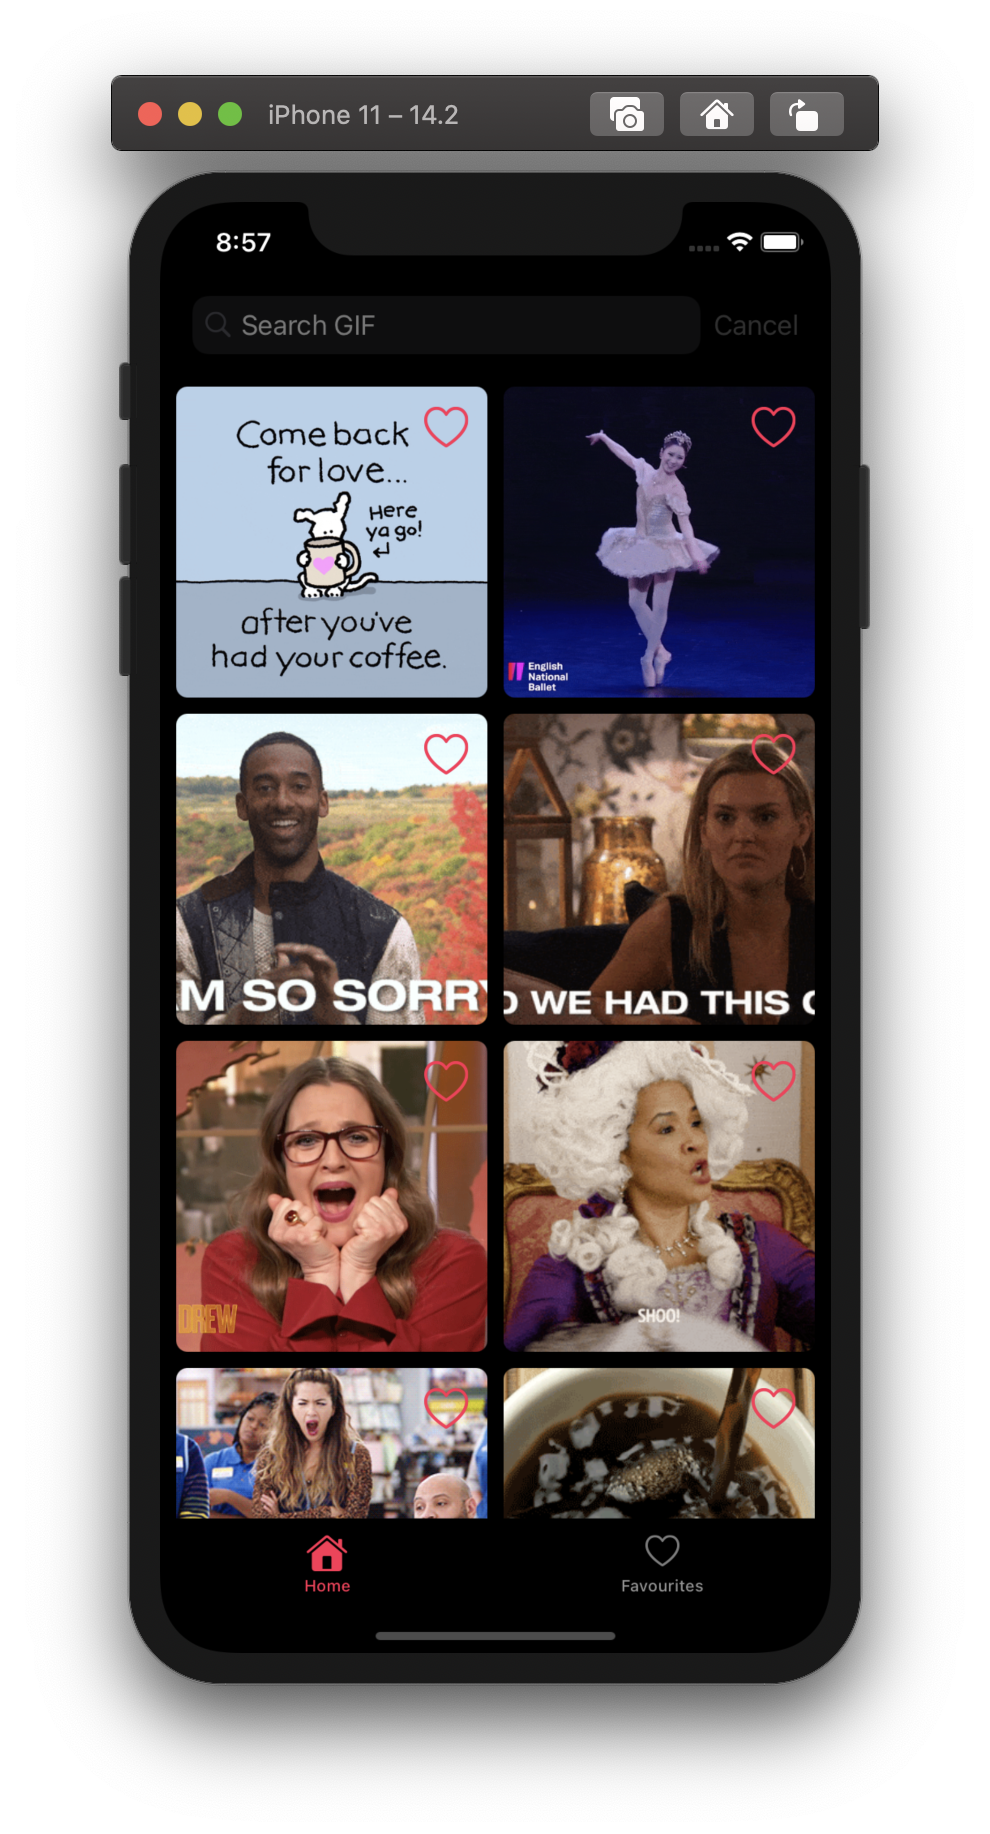 iPhone 11 – 14.2
8:57
Search GIF
Cancel
Come back
for love...
Here
ya go!
after you've
had your coffee.
English
National
Ballet
M SO SORRY
D WE HAD THIS C
DREW
SHOO!
Home
Favourites